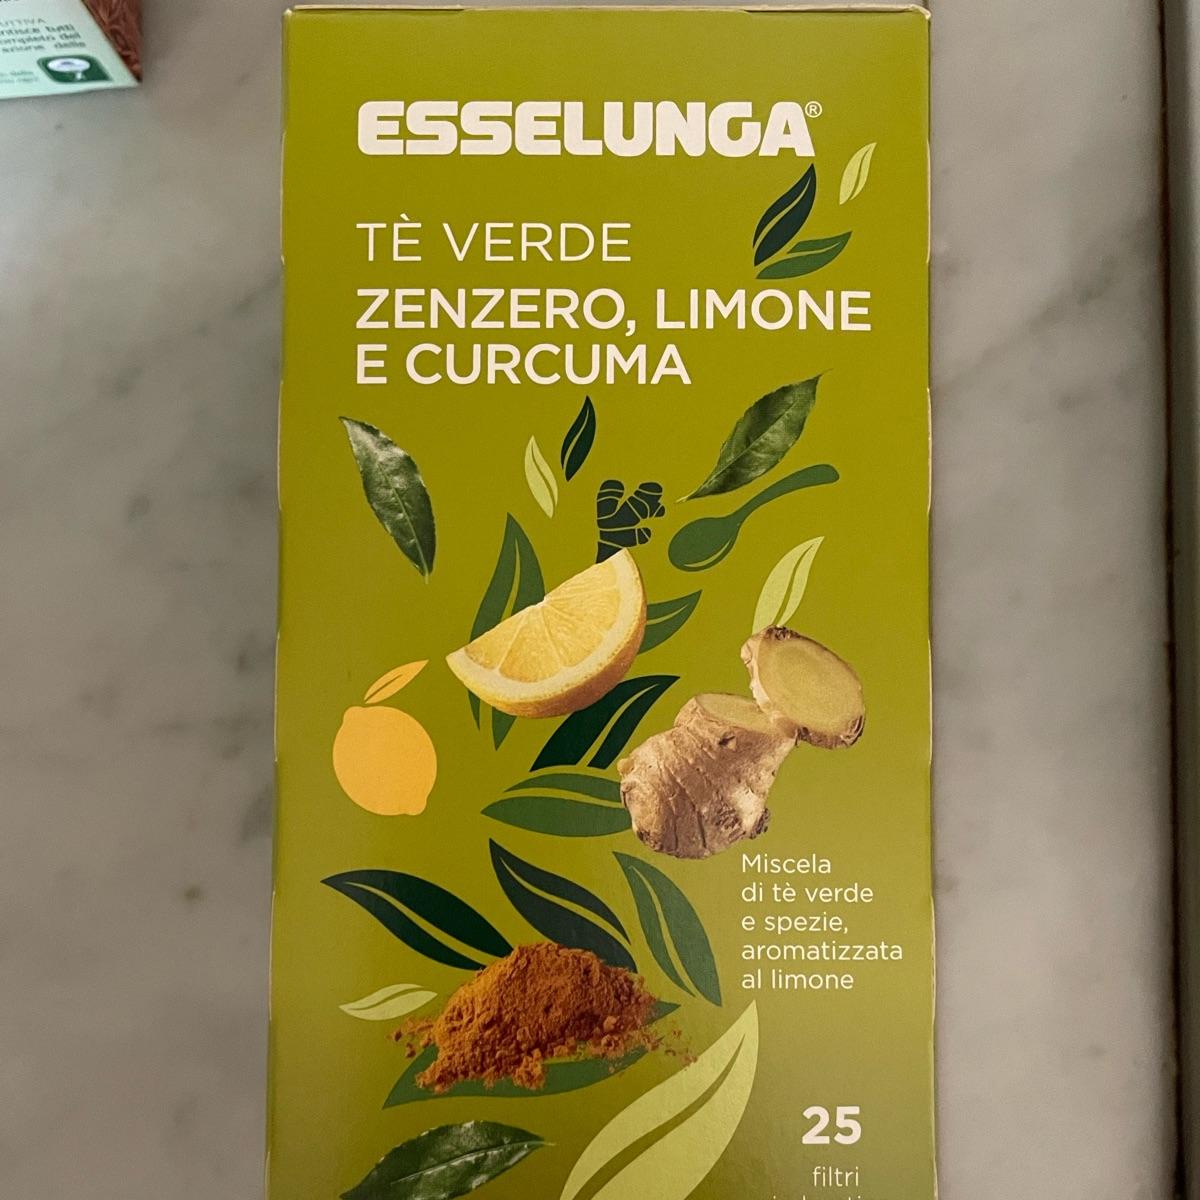 ESSELUNGA®
TÈ VERDE
ZENZERO, LIMONE
E CURCUMA
Miscela
di tè verde
e spezie,
aromatizzata
al limone
25
filtri